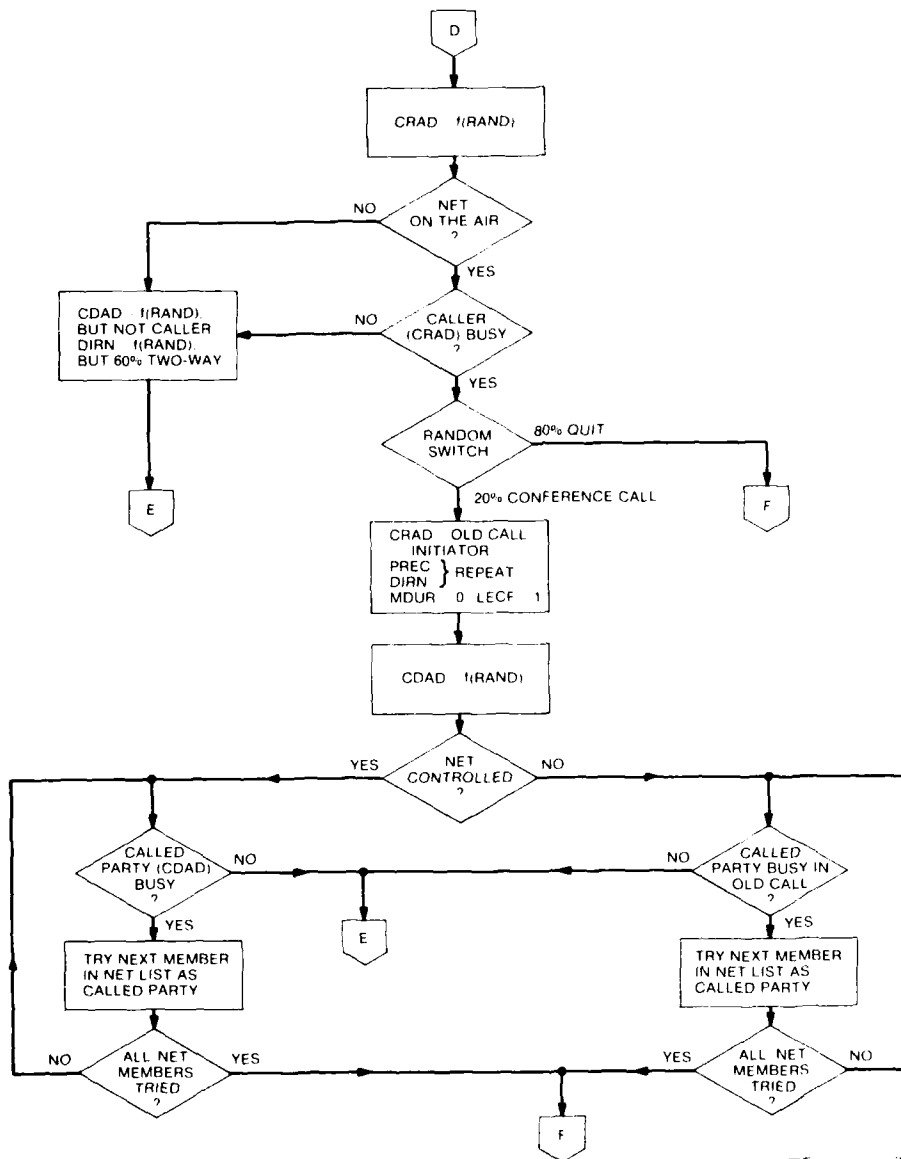 D
CRAD f(RAND)
NET
ON THE AIR
?
NO
YES
CDAD - f(RAND),
BUT NOT CALLER
DIRN f(RAND),
BUT 60% TWO-WAY
NO
CALLER
(CRAD) BUSY
?
YES
RANDOM
SWITCH
80% QUIT
E
F
20% CONFERENCE CALL
CRAD OLD CALL
INITIATOR
PREC
DIRN } REPEAT
MDUR 0 LECF 1
CDAD f(RAND)
YES
NET
CONTROLLED
?
NO
CALLED
PARTY (CDAD)
BUSY
?
NO
YES
NO
CALLED
PARTY BUSY IN
OLD CALL
?
YES
E
TRY NEXT MEMBER
IN NET LIST AS
CALLED PARTY
TRY NEXT MEMBER
IN NET LIST AS
CALLED PARTY
NO
ALL NET
MEMBERS
TRIED
?
YES
YES
ALL NET
MEMBERS
TRIED
?
NO
F